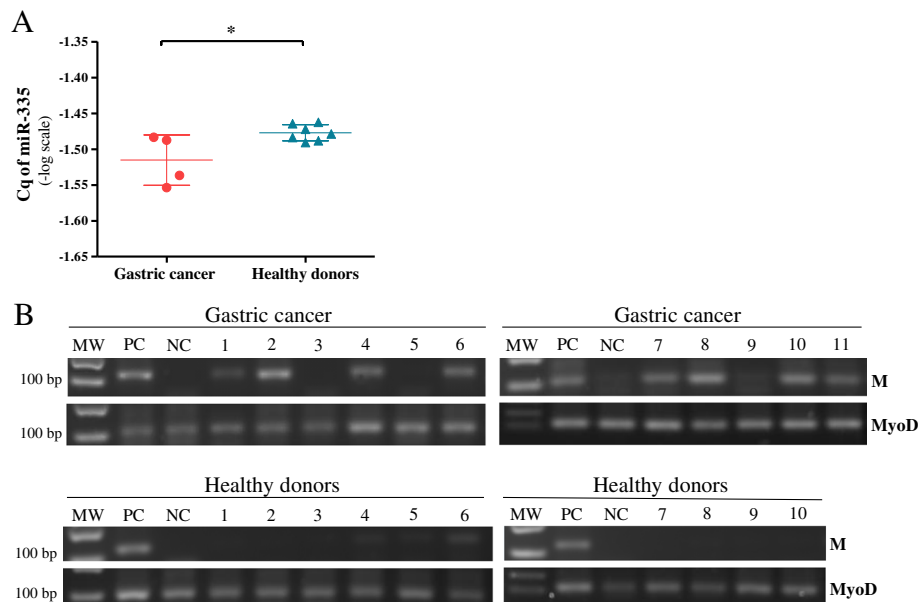 A
*
-1.35
-1.40
-1.45
-1.50
-1.55
-1.60
-1.65
Cq of miR-335
(-log scale)
Gastric cancer Healthy donors
B
Gastric cancer Gastric cancer
MW PC NC 1 2 3 4 5 6 MW PC NC 7 8 9 10 11
100 bp M
100 bp MyoD
Healthy donors Healthy donors
MW PC NC 1 2 3 4 5 6 MW PC NC 7 8 9 10
100 bp M
100 bp MyoD